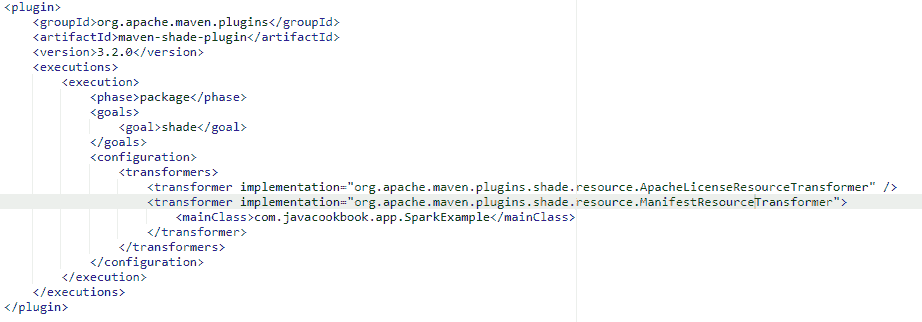 <plugin>
    <groupId>org.apache.maven.plugins</groupId>
    <artifactId>maven-shade-plugin</artifactId>
    <version>3.2.0</version>
    <executions>
        <execution>
            <phase>package</phase>
            <goals>
                <goal>shade</goal>
            </goals>
            <configuration>
                <transformers>
                    <transformer implementation="org.apache.maven.plugins.shade.resource.ApacheLicenseResourceTransformer" />
                    <transformer implementation="org.apache.maven.plugins.shade.resource.ManifestResourceTransformer">
                        <mainClass>com.javacookbook.app.SparkExample</mainClass>
                    </transformer>
                </transformers>
            </configuration>
        </execution>
    </executions>
</plugin>